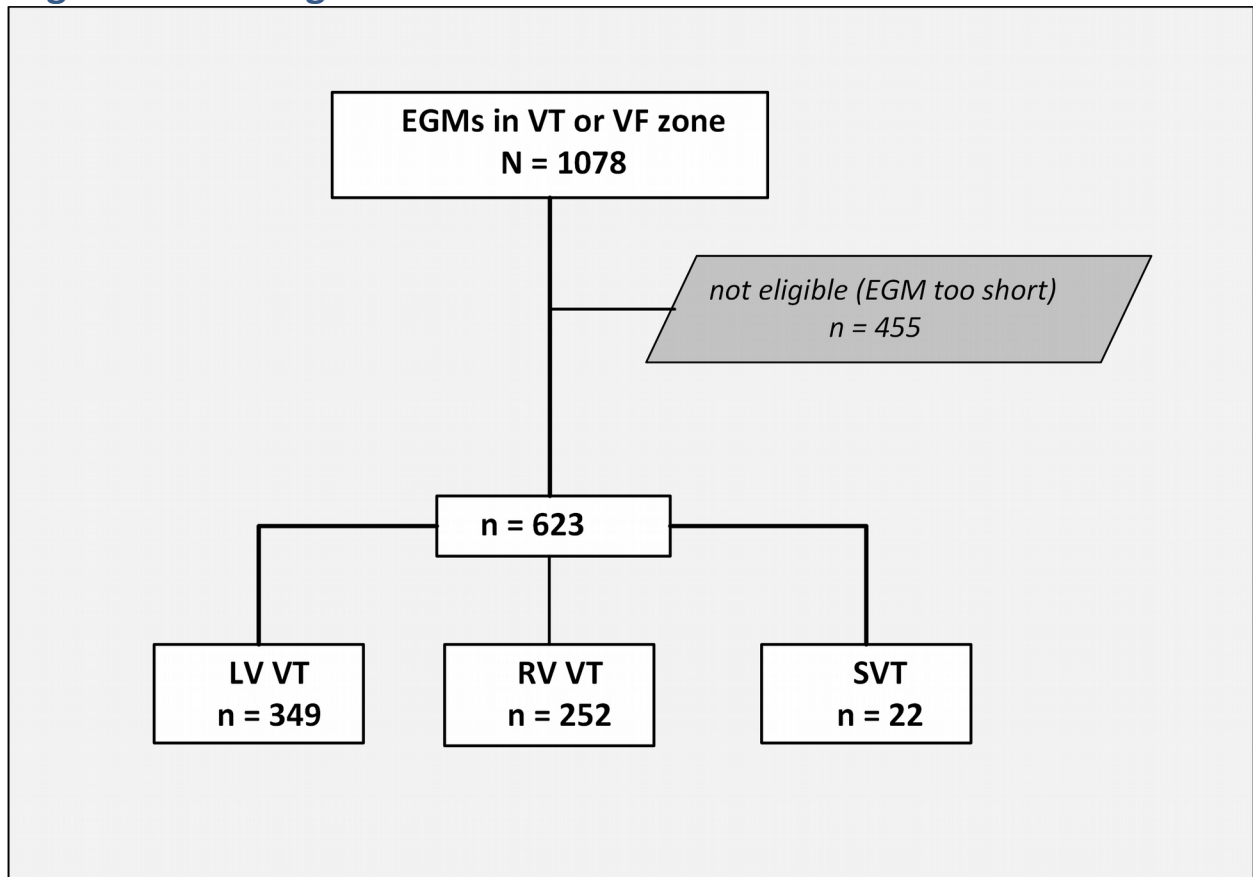 EGMs in VT or VF zone
N = 1078
not eligible (EGM too short)
n = 455
n = 623
LV VT
n = 349
RV VT
n = 252
SVT
n = 22